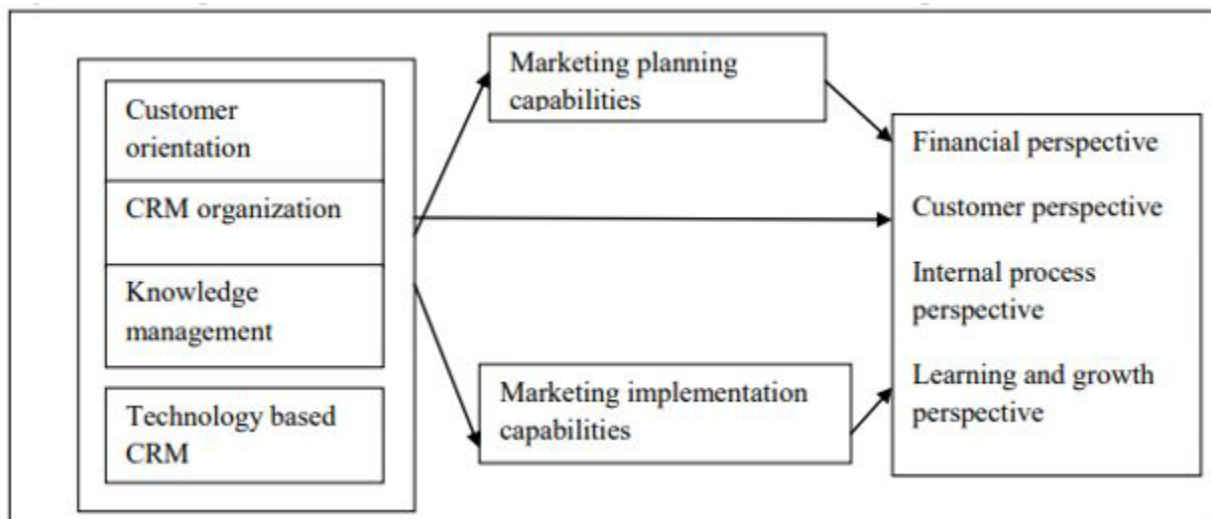 Customer
orientation
CRM organization
Knowledge
management
Technology based
CRM
Marketing planning
capabilities
Marketing implementation
capabilities
Financial perspective
Customer perspective
Internal process
perspective
Learning and growth
perspective